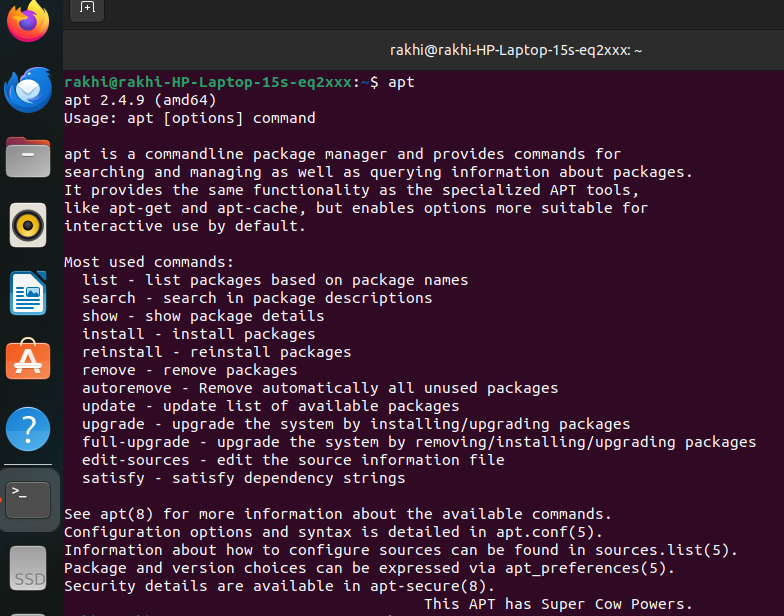 rakhi@rakhi-HP-Laptop-15s-eq2xxx: ~
rakhi@rakhi-HP-Laptop-15s-eq2xxx:~$ apt
apt 2.4.9 (amd64)
Usage: apt [options] command
apt is a commandline package manager and provides commands for
searching and managing as well as querying information about packages.
It provides the same functionality as the specialized APT tools,
like apt-get and apt-cache, but enables options more suitable for
interactive use by default.
Most used commands:
list - list packages based on package names
search - search in package descriptions
show - show package details
install - install packages
reinstall - reinstall packages
remove - remove packages
autoremove - Remove automatically all unused packages
update - update list of available packages
upgrade - upgrade the system by installing/upgrading packages
full-upgrade - upgrade the system by removing/installing/upgrading packages
edit-sources - edit the source information file
satisfy - satisfy dependency strings
See apt(8) for more information about the available commands.
Configuration options and syntax is detailed in apt.conf(5).
Information about how to configure sources can be found in sources.list(5).
Package and version choices can be expressed via apt_preferences(5).
Security details are available in apt-secure(8).
This APT has Super Cow Powers.
>_
SSD